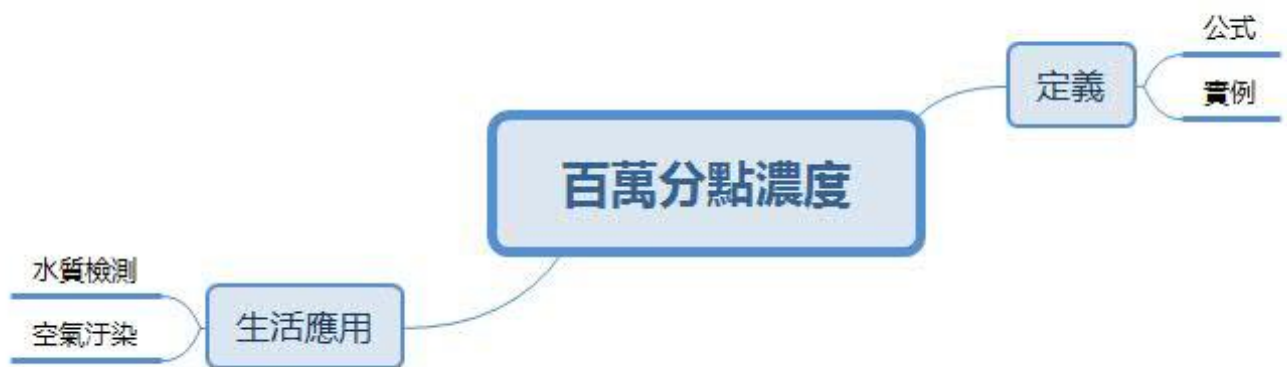 公式
定義
實例
百萬分點濃度
水質檢測
生活應用
空氣汙染